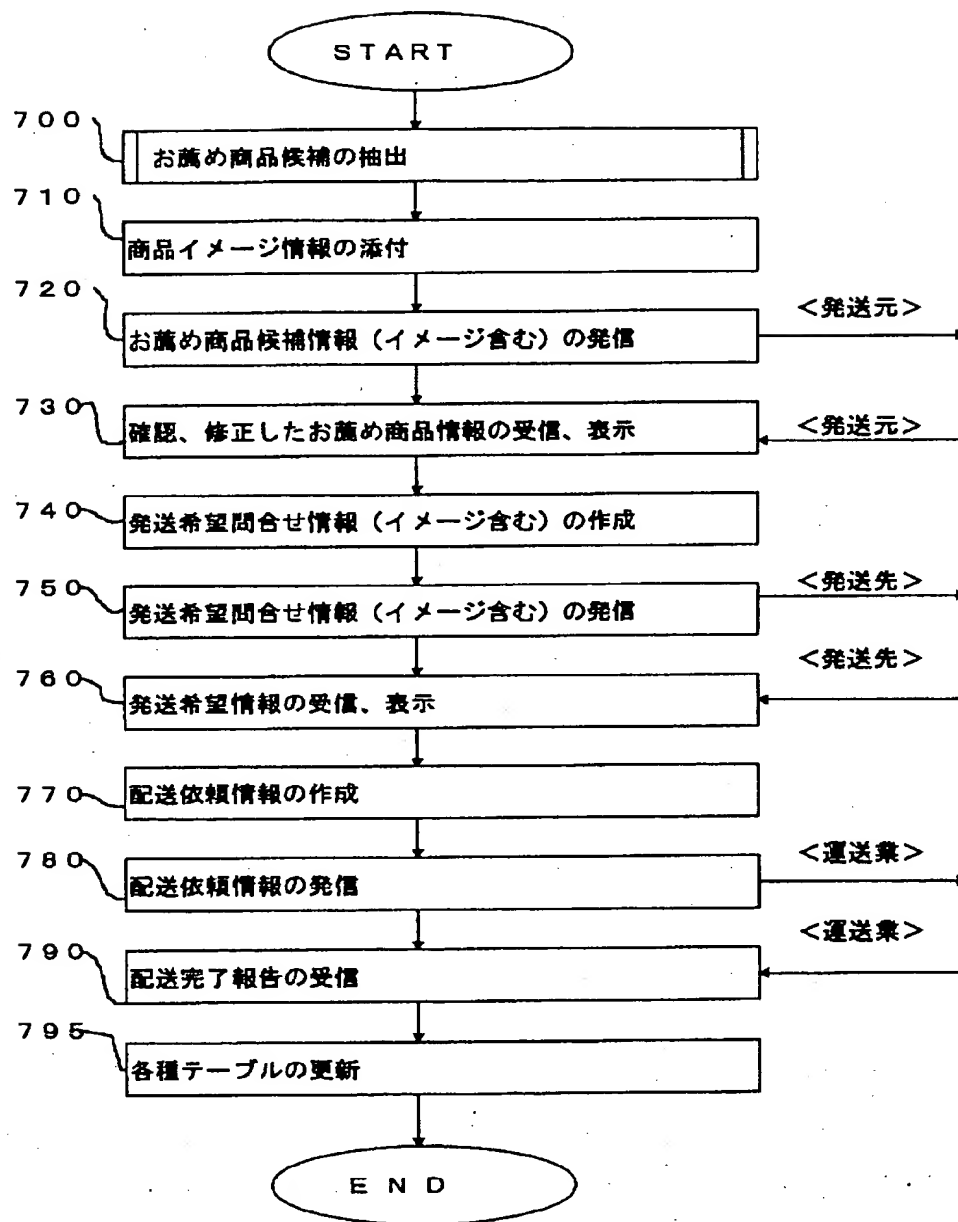 START
700
お薦め商品候補の抽出
710
商品イメージ情報の添付
720
お薦め商品候補情報（イメージ含む）の発信
＜発送元＞
730
確認、修正したお薦め商品情報の受信、表示
＜発送元＞
740
発送希望問合せ情報（イメージ含む）の作成
750
発送希望問合せ情報（イメージ含む）の発信
＜発送先＞
760
発送希望情報の受信、表示
＜発送先＞
770
配送依頼情報の作成
780
配送依頼情報の発信
＜運送業＞
790
配送完了報告の受信
＜運送業＞
795
各種テーブルの更新
END